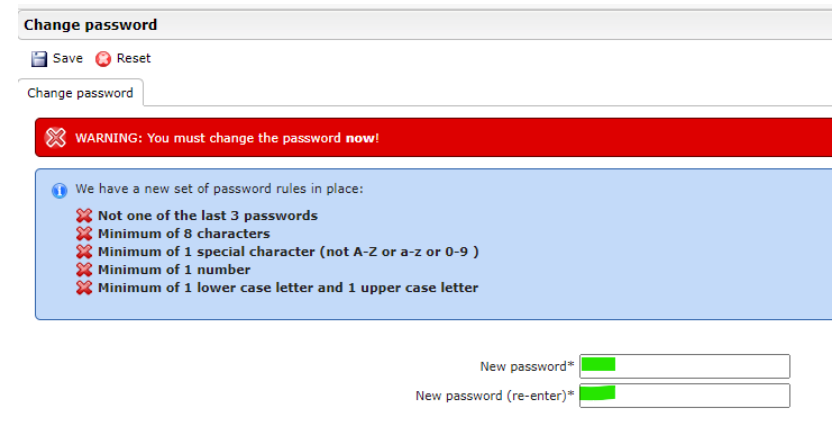 Change password
Save Reset
Change password
WARNING: You must change the password now!
We have a new set of password rules in place:
Not one of the last 3 passwords
Minimum of 8 characters
Minimum of 1 special character (not A-Z or a-z or 0-9 )
Minimum of 1 number
Minimum of 1 lower case letter and 1 upper case letter
New password*
New password (re-enter)*